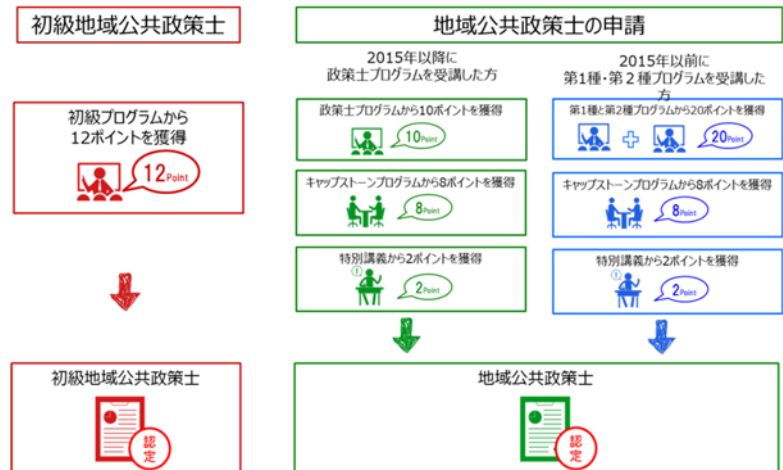 初級地域公共政策士
地域公共政策士の申請
2015年以降に
政策士プログラムを受講した方
2015年以前に
第1種・第2種プログラムを受講した
方
初級プログラムから
12ポイントを獲得
12Point
政策士プログラムから10ポイントを獲得
10Point
第1種と第2種プログラムから20ポイントを獲得
20Point
キャップストーンプログラムから8ポイントを獲得
8Point
キャップストーンプログラムから8ポイントを獲得
8Point
特別講義から2ポイントを獲得
2Point
特別講義から2ポイントを獲得
2Point
初級地域公共政策士
認
定
地域公共政策士
認
定